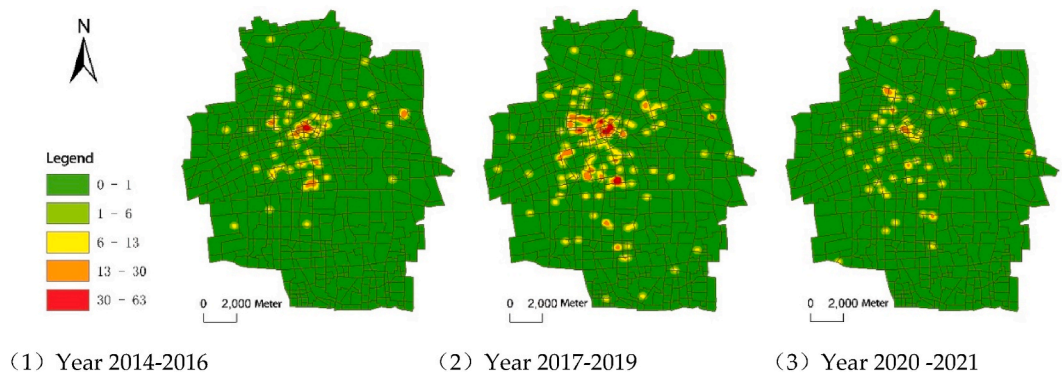 N
Legend
0 - 1
1 - 6
6 - 13
13 - 30
30 - 63
0 2,000 Meter
0 2,000 Meter
0 2,000 Meter
（1）Year 2014-2016
（2）Year 2017-2019
（3）Year 2020 -2021